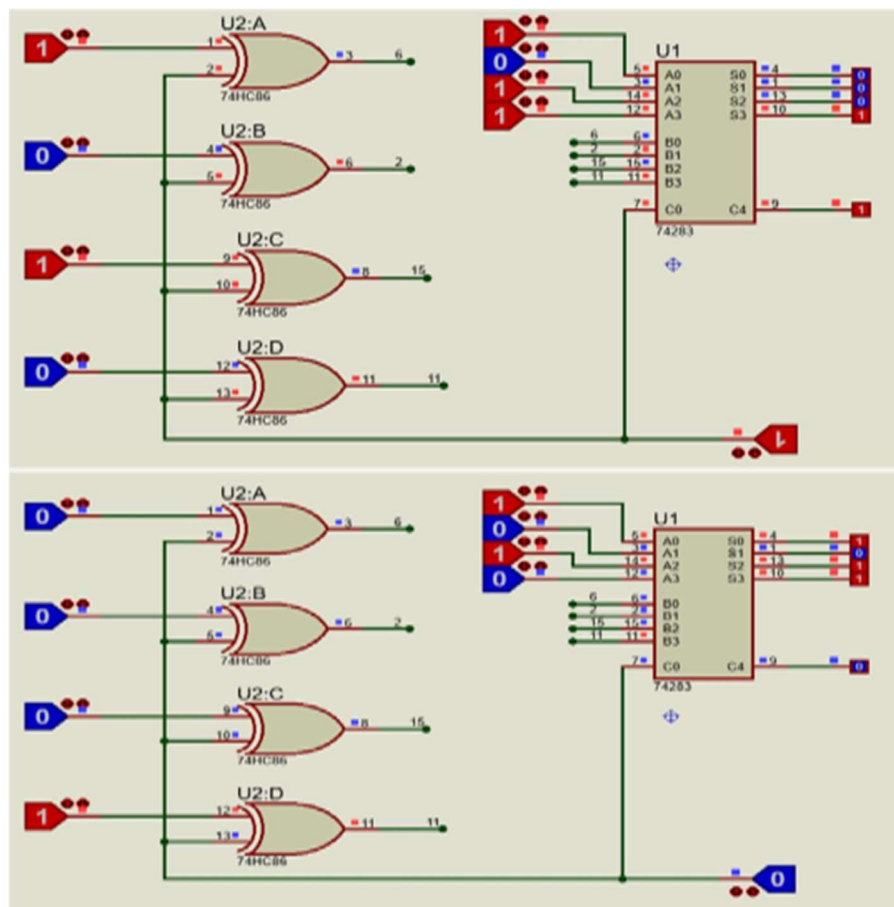 U2:A
1
1
2
3
6
74HC86
U2:B
0
4
5
6
2
74HC86
U2:C
1
9
10
8
15
74HC86
U2:D
0
12
13
11
11
74HC86
1
0
1
1
U1
5 A0 S0 4 0
3 A1 S1 1 0
14 A2 S2 13 0
12 A3 S3 10 1
6 6 B0
2 2 B1
15 15 B2
11 11 B3
7 C0 C4 9 1
74283
1
U2:A
0
1
2
3
6
74HC86
U2:B
0
4
5
6
2
74HC86
U2:C
0
9
10
8
15
74HC86
U2:D
1
12
13
11
11
74HC86
1
0
1
0
U1
5 A0 S0 4 1
3 A1 S1 1 0
14 A2 S2 13 1
12 A3 S3 10 1
6 6 B0
2 2 B1
15 15 B2
11 11 B3
7 C0 C4 9 0
74283
0